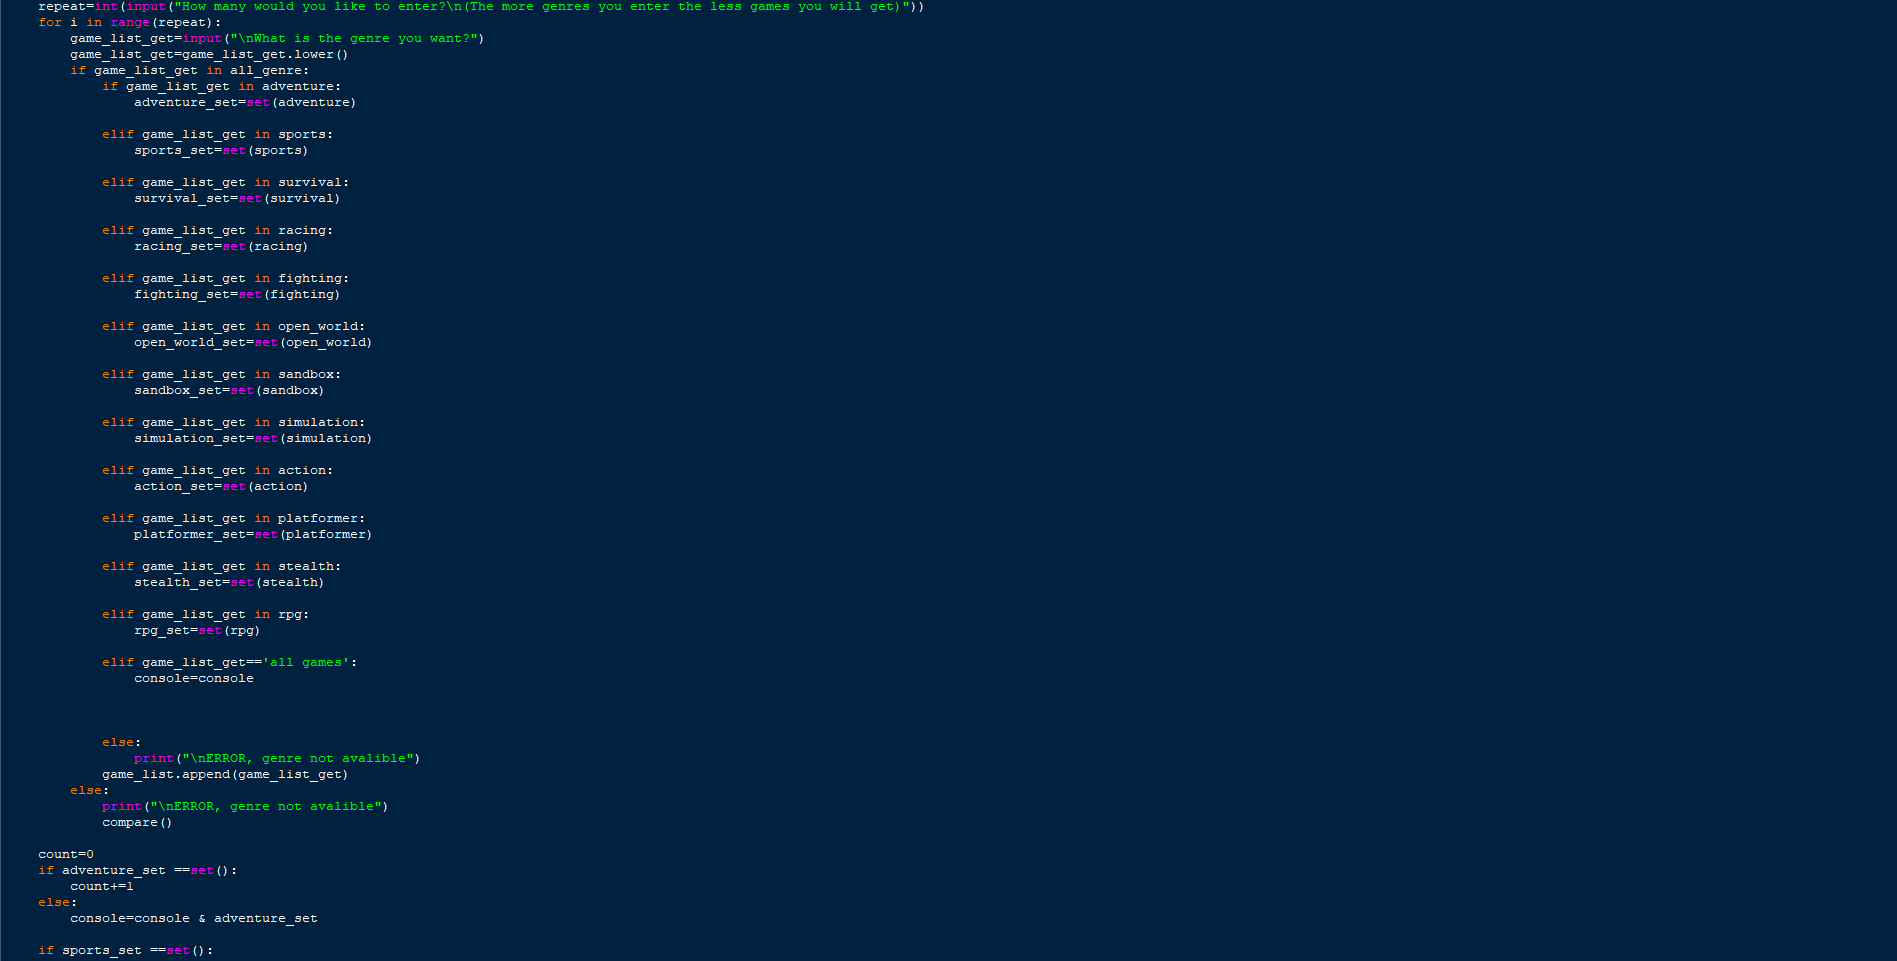 repeat=int(input("How many would you like to enter?\n(The more genres you enter the less games you will get)"))
for i in range(repeat):
    game_list_get=input("\nWhat is the genre you want?")
    game_list_get=game_list_get.lower()
    if game_list_get in all_genre:
        if game_list_get in adventure:
            adventure_set=set(adventure)

        elif game_list_get in sports:
            sports_set=set(sports)

        elif game_list_get in survival:
            survival_set=set(survival)

        elif game_list_get in racing:
            racing_set=set(racing)

        elif game_list_get in fighting:
            fighting_set=set(fighting)

        elif game_list_get in open_world:
            open_world_set=set(open_world)

        elif game_list_get in sandbox:
            sandbox_set=set(sandbox)

        elif game_list_get in simulation:
            simulation_set=set(simulation)

        elif game_list_get in action:
            action_set=set(action)

        elif game_list_get in platformer:
            platformer_set=set(platformer)

        elif game_list_get in stealth:
            stealth_set=set(stealth)

        elif game_list_get in rpg:
            rpg_set=set(rpg)

        elif game_list_get=='all games':
            console=console

        else:
            print("\nERROR, genre not avalible")
        game_list.append(game_list_get)
    else:
        print("\nERROR, genre not avalible")
        compare()

count=0
if adventure_set ==set():
    count+=1
else:
    console=console & adventure_set

if sports_set ==set():